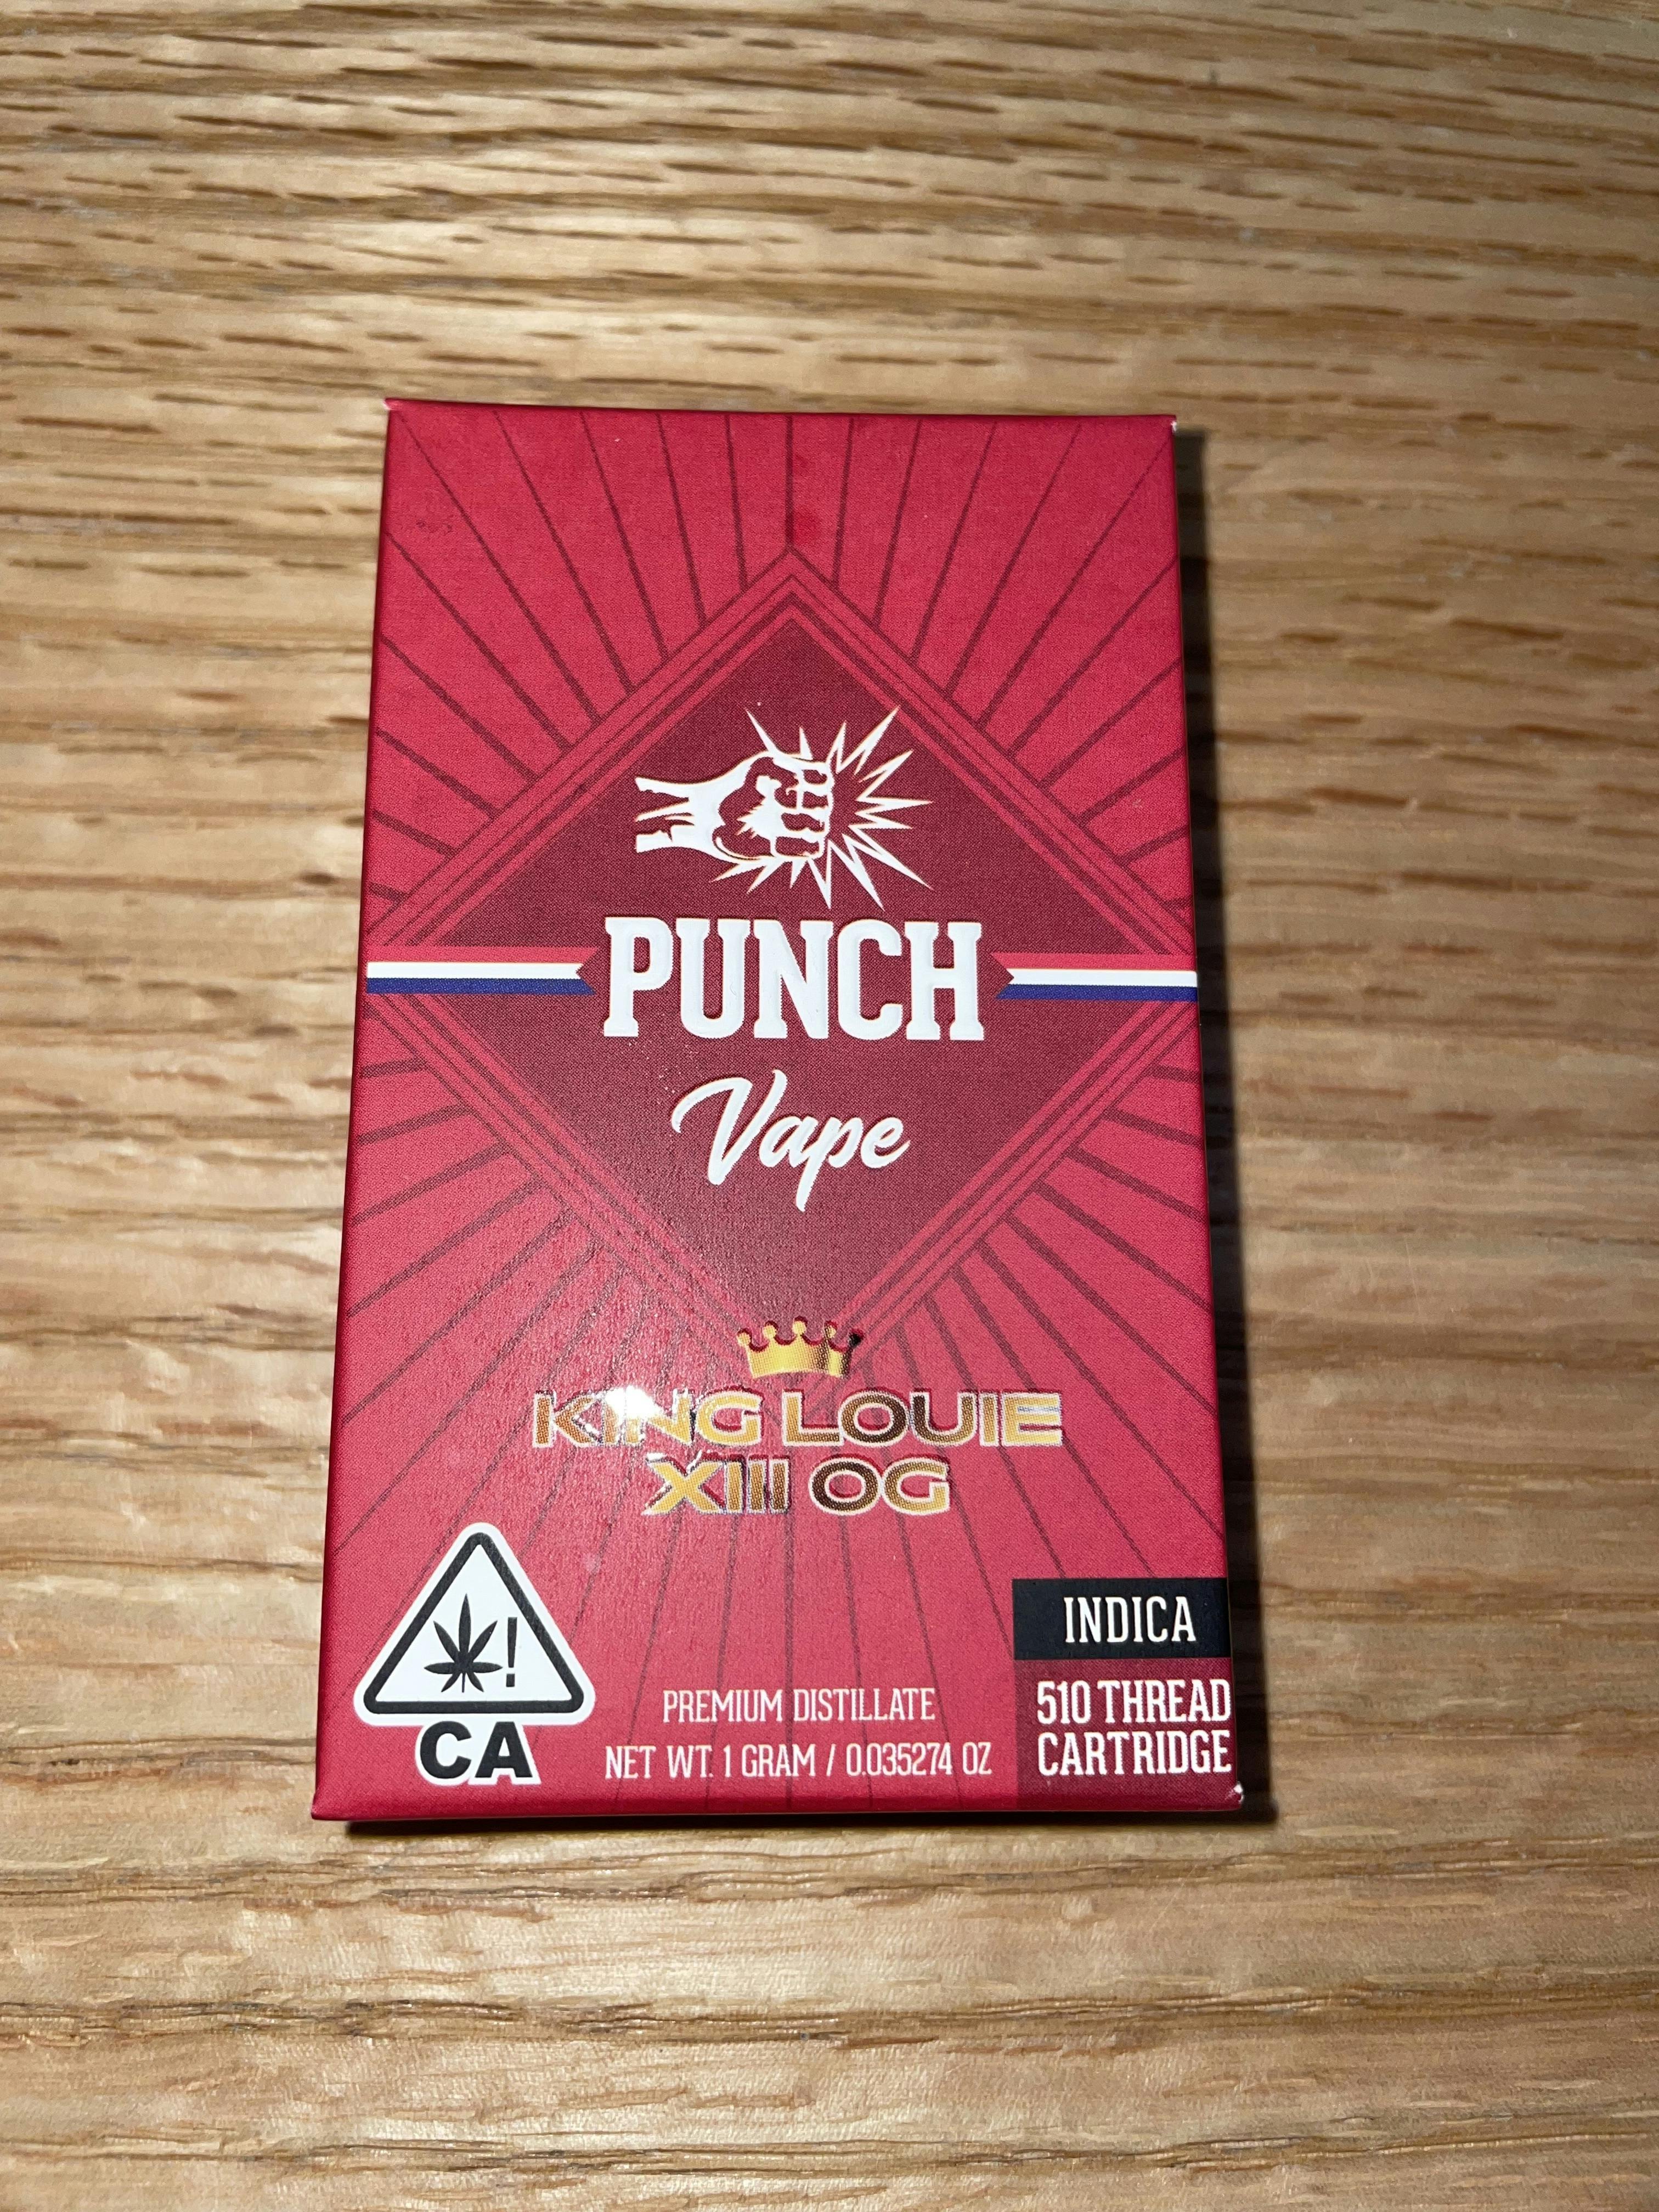 PUNCH
Vape
KING LOUIE
XIII OG
INDICA
510 THREAD
CARTRIDGE
PREMIUM DISTILLATE
NET WT. 1 GRAM / 0.035274 OZ
!
CA